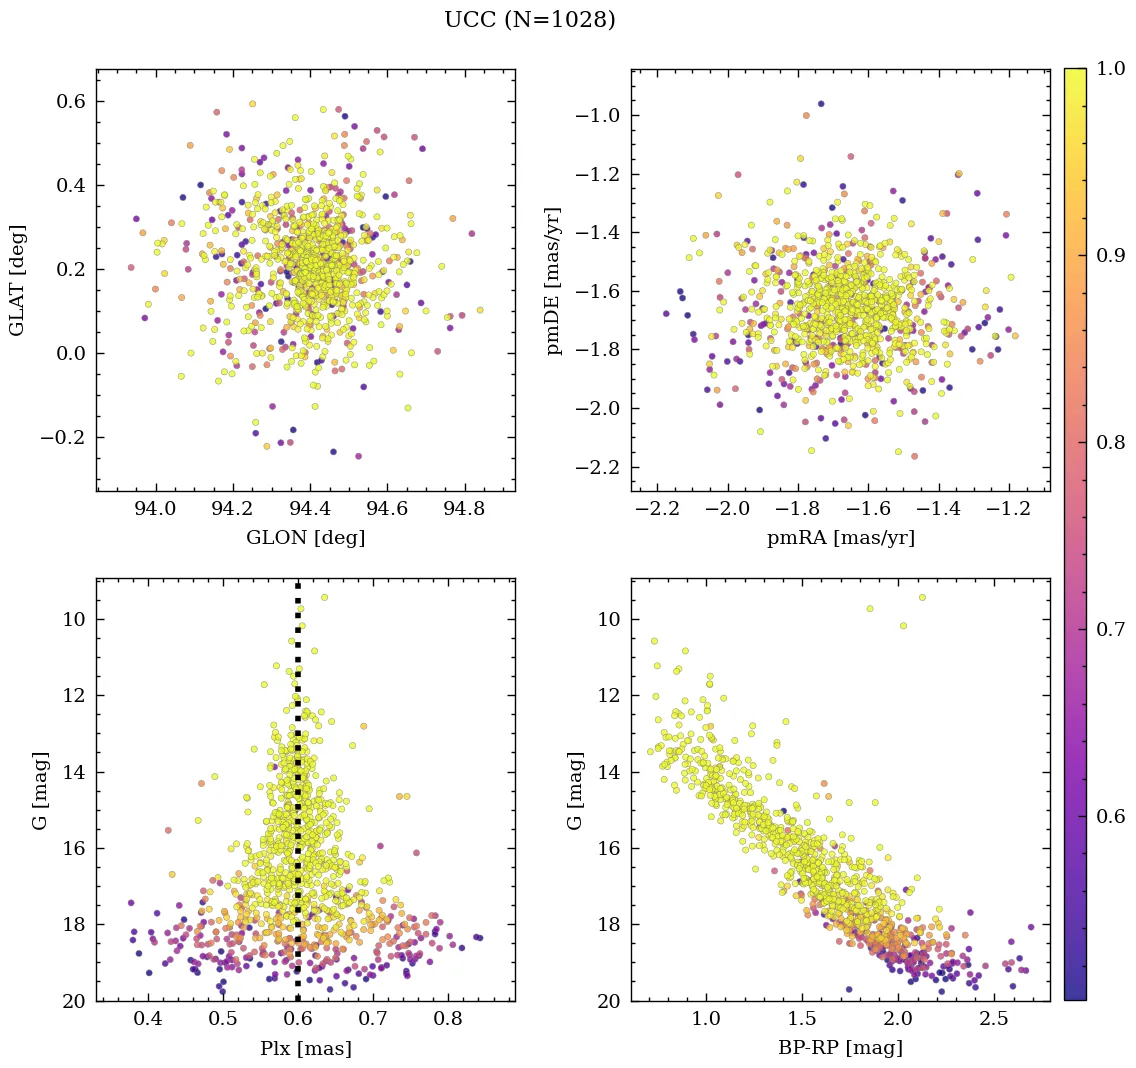 UCC (N=1028)
0.6
0.4
0.2
0.0
−0.2
GLAT [deg]
94.0 94.2 94.4 94.6 94.8
GLON [deg]
−1.0
−1.2
−1.4
−1.6
−1.8
−2.0
−2.2
pmDE [mas/yr]
−2.2 −2.0 −1.8 −1.6 −1.4 −1.2
pmRA [mas/yr]
1.0
0.9
0.8
0.7
0.6
10
12
14
16
18
20
G [mag]
0.4 0.5 0.6 0.7 0.8
Plx [mas]
10
12
14
16
18
20
G [mag]
1.0 1.5 2.0 2.5
BP-RP [mag]